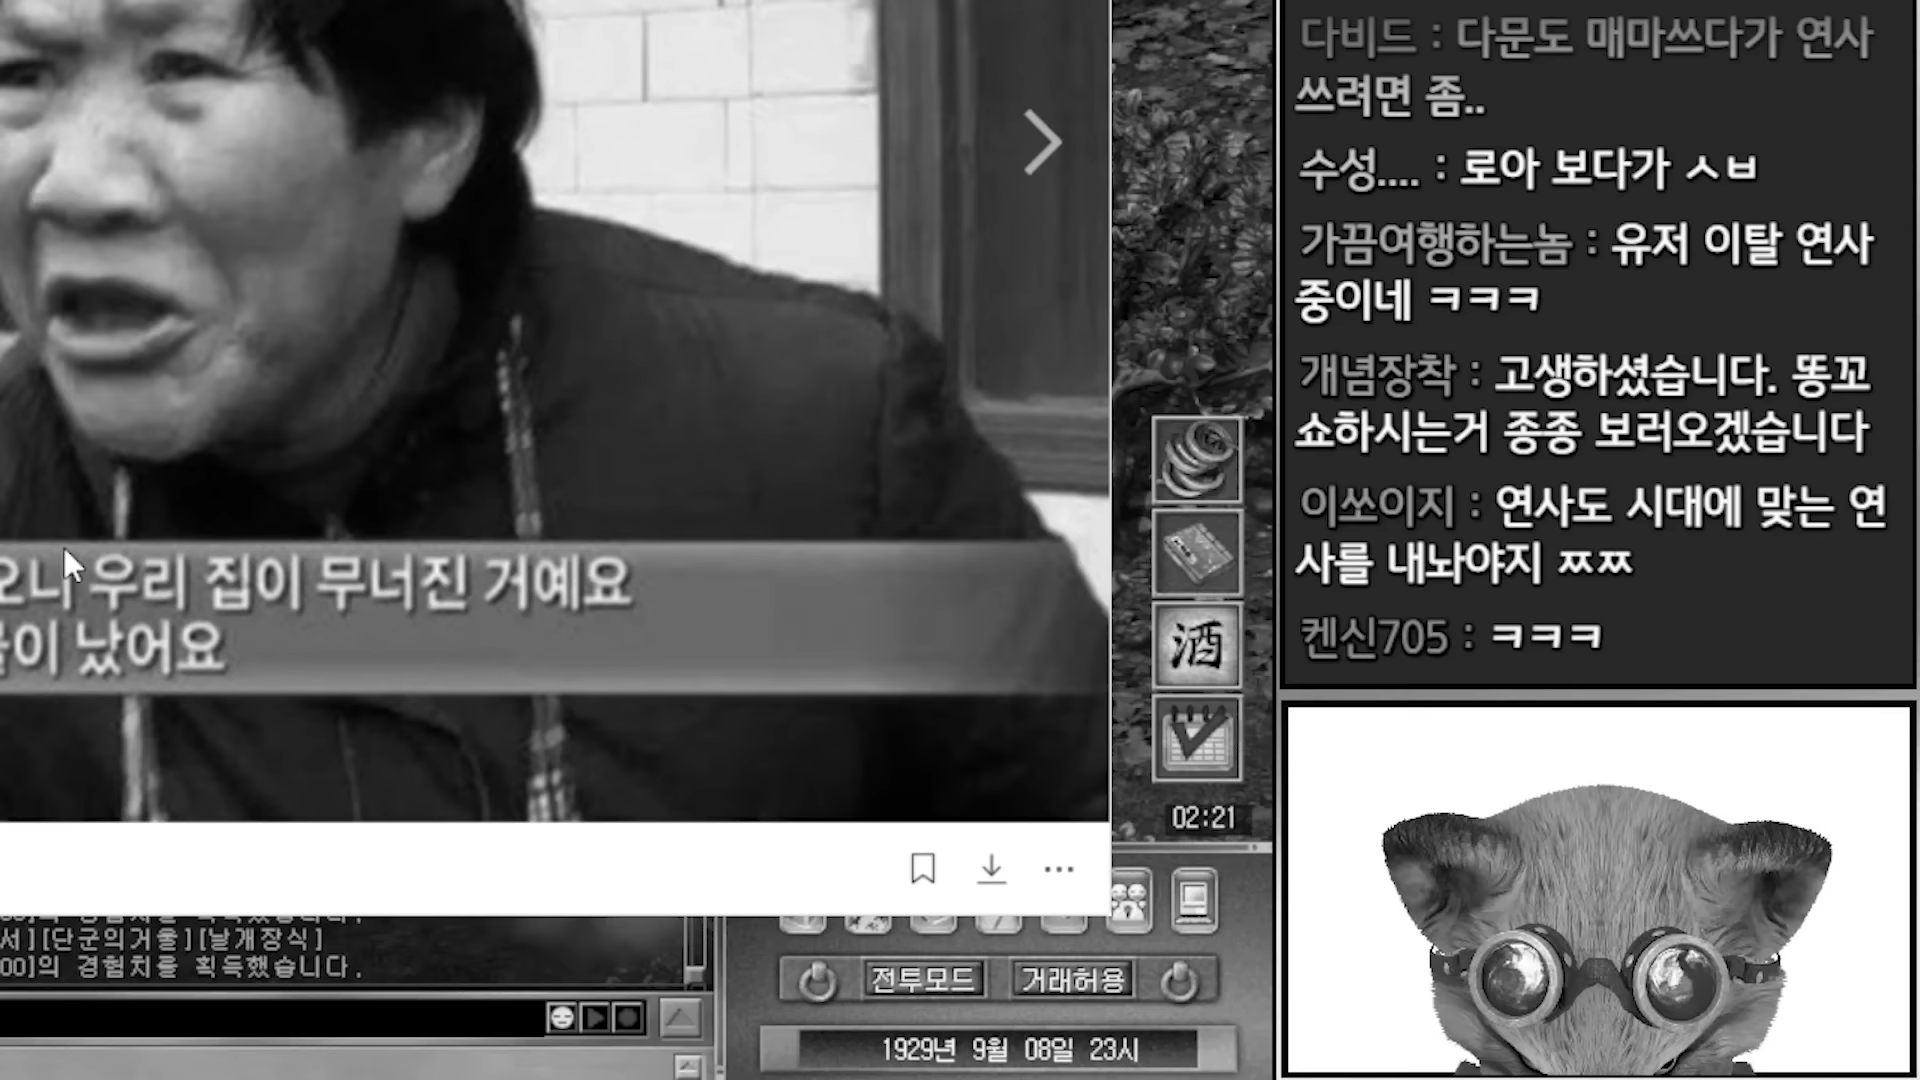 다비드 : 다문도 매마쓰다가 연사
쓰려면 좀..
수성.... : 로아 보다가 ㅅㅂ
가끔여행하는놈 : 유저 이탈 연사
중이네 ㅋㅋㅋ
개념장착 : 고생하셨습니다. 똥꼬
쇼하시는거 종종 보러오겠습니다
이쏘이지 : 연사도 시대에 맞는 연
사를 내놔야지 ㅉㅉ
켄신705 : ㅋㅋㅋ
오니 우리 집이 무너진 거예요
났어요
酒
02:21
서][단군의거울][날개장식]
00]의 경험치를 획득했습니다.
전투모드
거래허용
1929년 9월 08일 23시